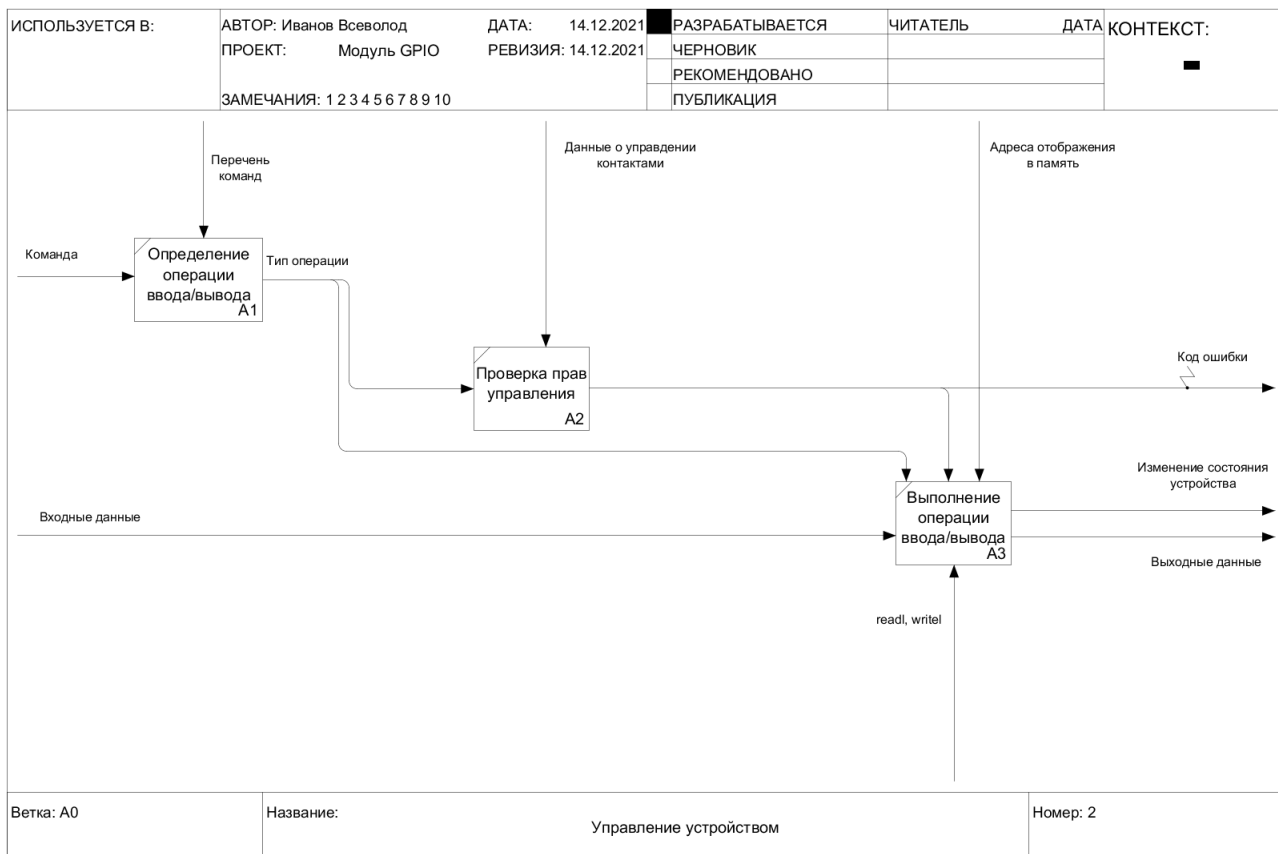 ИСПОЛЬЗУЕТСЯ В:
АВТОР: Иванов Всеволод
ДАТА: 14.12.2021
ПРОЕКТ: Модуль GPIO
РЕВИЗИЯ: 14.12.2021
ЗАМЕЧАНИЯ: 1 2 3 4 5 6 7 8 9 10
РАЗРАБАТЫВАЕТСЯ
ЧЕРНОВИК
РЕКОМЕНДОВАНО
ПУБЛИКАЦИЯ
ЧИТАТЕЛЬ
ДАТА
КОНТЕКСТ:
Перечень
команд
Данные о управдении
контактами
Адреса отображения
в память
Команда
Определение
операции
ввода/вывода
A1
Тип операции
Проверка прав
управления
A2
Код ошибки
Входные данные
Выполнение
операции
ввода/вывода
A3
Изменение состояния
устройства
Выходные данные
readl, writel
Ветка: A0
Название:
Управление устройством
Номер: 2